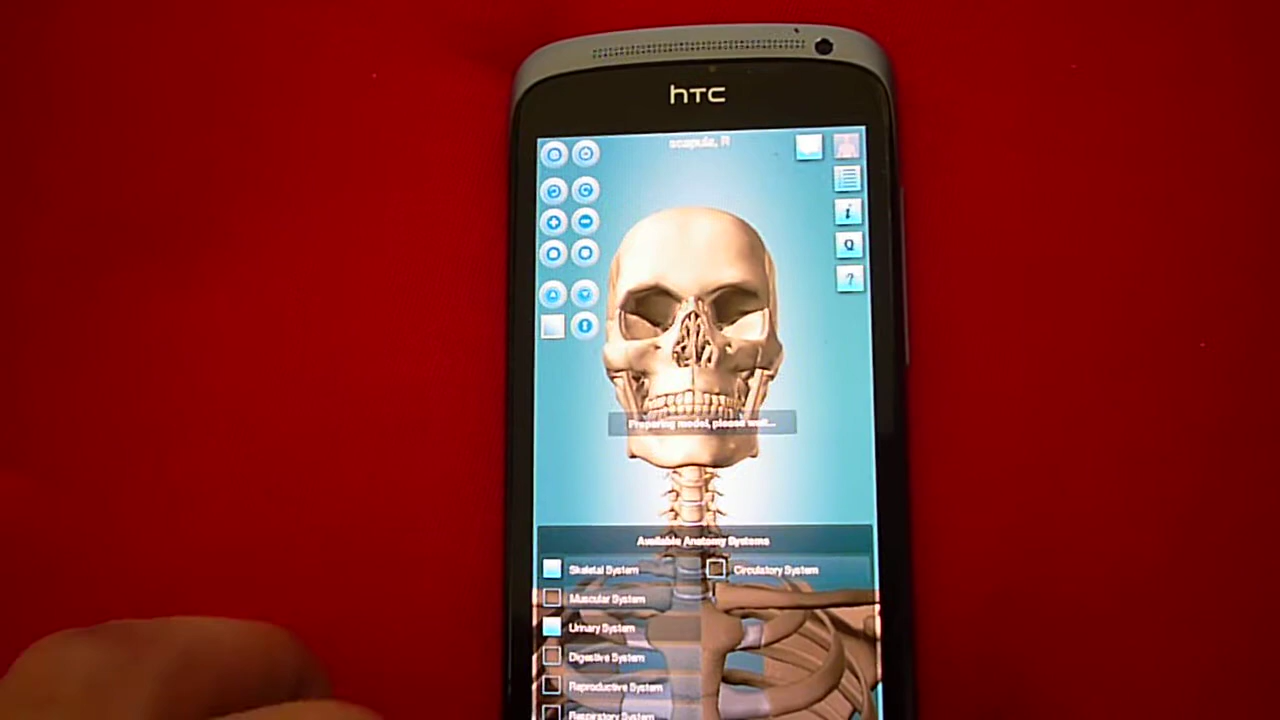 htc
scapula, R
i
Q
?
Preparing model, please wait...
Available Anatomy Systems
Skeletal System
Circulatory System
Muscular System
Urinary System
Digestive System
Reproductive System
Respiratory System